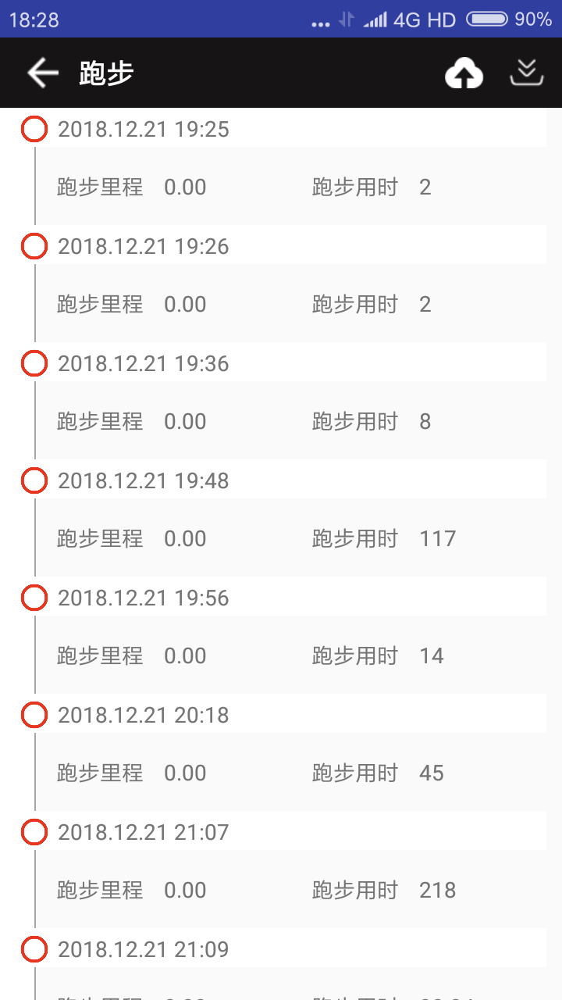 18:28 ... 4G HD 90%
跑步
2018.12.21 19:25
跑步里程 0.00 跑步用时 2
2018.12.21 19:26
跑步里程 0.00 跑步用时 2
2018.12.21 19:36
跑步里程 0.00 跑步用时 8
2018.12.21 19:48
跑步里程 0.00 跑步用时 117
2018.12.21 19:56
跑步里程 0.00 跑步用时 14
2018.12.21 20:18
跑步里程 0.00 跑步用时 45
2018.12.21 21:07
跑步里程 0.00 跑步用时 218
2018.12.21 21:09